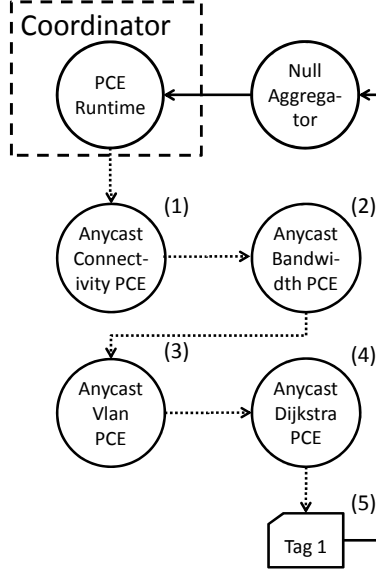 Coordinator
PCE
Runtime
Null
Aggrega-
tor
(1)
Anycast
Connect-
ivity PCE
(2)
Anycast
Bandwi-
dth PCE
(3)
Anycast
Vlan
PCE
(4)
Anycast
Dijkstra
PCE
(5)
Tag 1